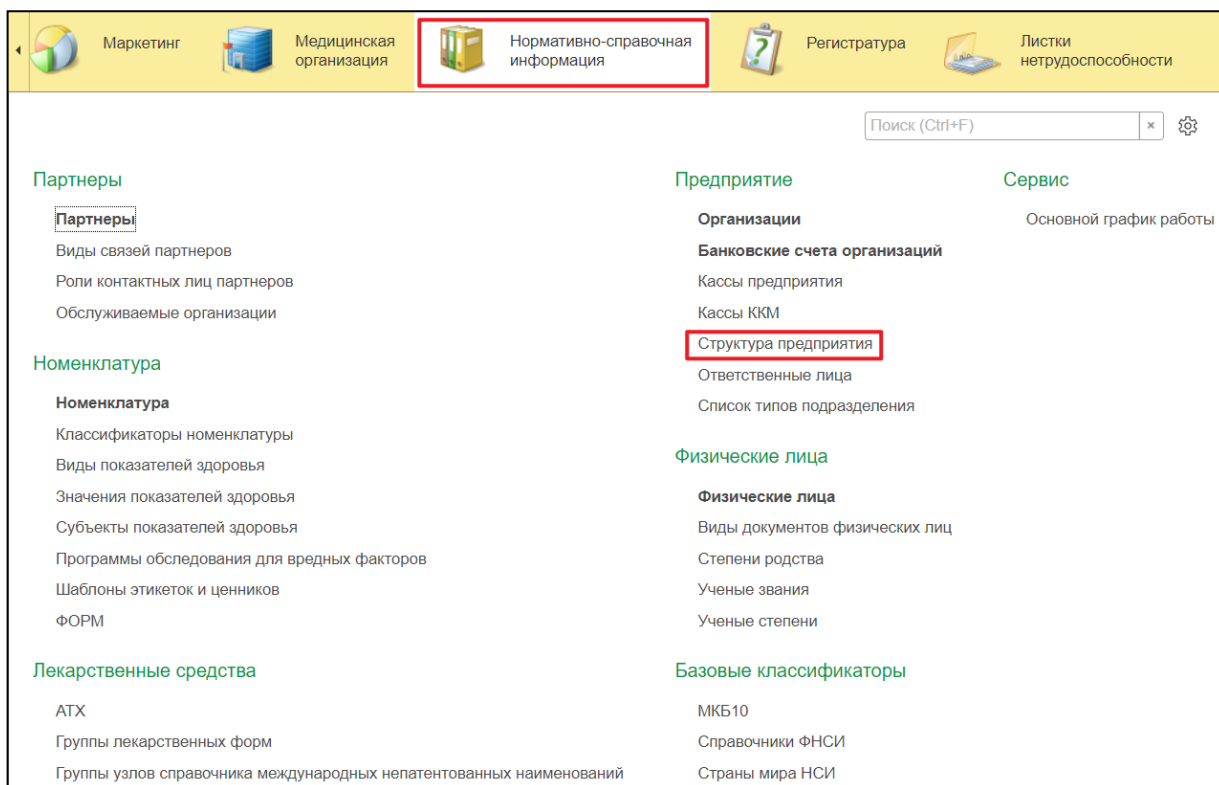 Маркетинг
Медицинская
организация
Нормативно-справочная
информация
Регистратура
Листки
нетрудоспособности
Поиск (Ctrl+F)
Партнеры
Партнеры
Виды связей партнеров
Роли контактных лиц партнеров
Обслуживаемые организации
Номенклатура
Номенклатура
Классификаторы номенклатуры
Виды показателей здоровья
Значения показателей здоровья
Субъекты показателей здоровья
Программы обследования для вредных факторов
Шаблоны этикеток и ценников
ФОРМ
Лекарственные средства
АТХ
Группы лекарственных форм
Группы узлов справочника международных непатентованных наименований
Предприятие
Организации
Банковские счета организаций
Кассы предприятия
Кассы ККМ
Структура предприятия
Ответственные лица
Список типов подразделения
Физические лица
Физические лица
Виды документов физических лиц
Степени родства
Ученые звания
Ученые степени
Базовые классификаторы
МКБ10
Справочники ФНСИ
Страны мира НСИ
Сервис
Основной график работы